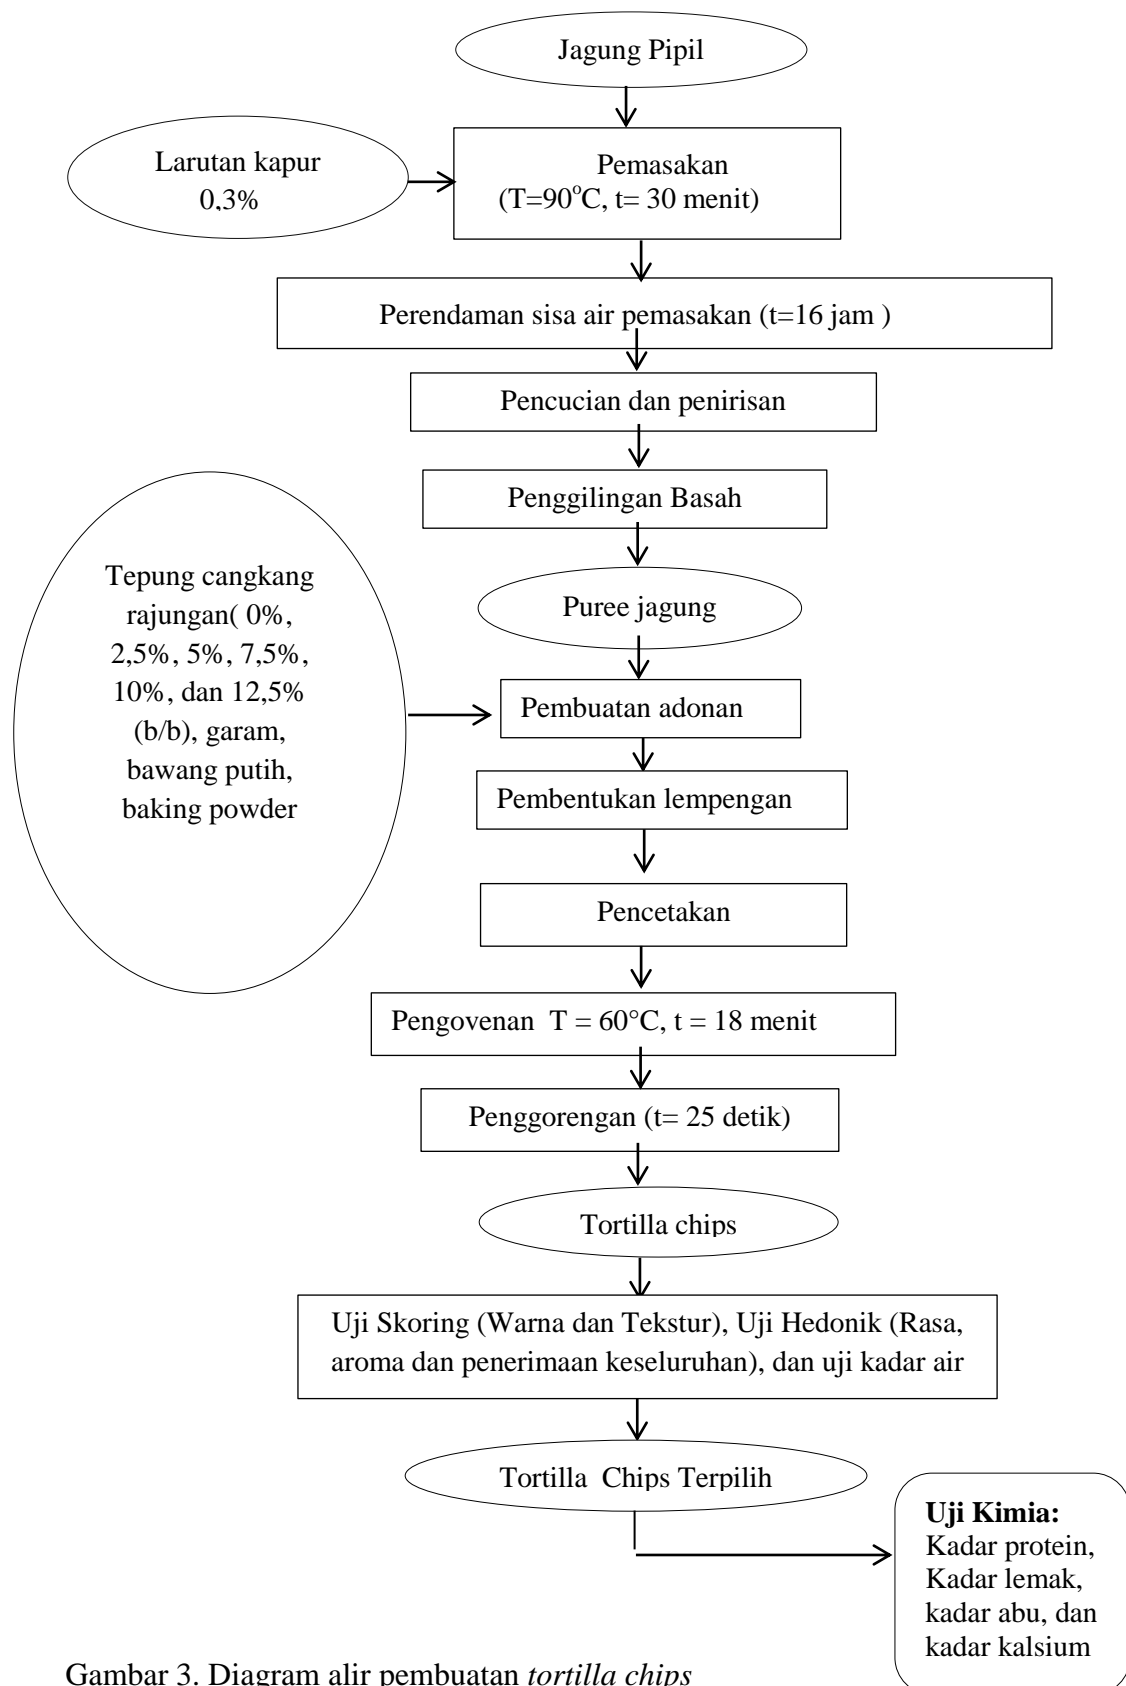 Jagung Pipil
Larutan kapur
0,3%
Pemasakan
(T=90°C, t= 30 menit)
Perendaman sisa air pemasakan (t=16 jam )
Pencucian dan penirisan
Penggilingan Basah
Puree jagung
Tepung cangkang
rajungan( 0%,
2,5%, 5%, 7,5%,
10%, dan 12,5%
(b/b), garam,
bawang putih,
baking powder
Pembuatan adonan
Pembentukan lempengan
Pencetakan
Pengovenan T = 60°C, t = 18 menit
Penggorengan (t= 25 detik)
Tortilla chips
Uji Skoring (Warna dan Tekstur), Uji Hedonik (Rasa,
aroma dan penerimaan keseluruhan), dan uji kadar air
Tortilla Chips Terpilih
Uji Kimia:
Kadar protein,
Kadar lemak,
kadar abu, dan
kadar kalsium
Gambar 3. Diagram alir pembuatan tortilla chips